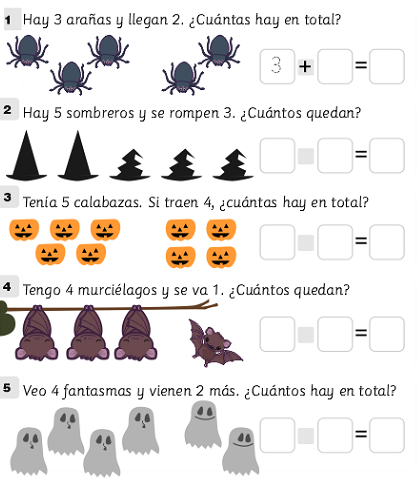 1 Hay 3 arañas y llegan 2. ¿Cuántas hay en total?
3 + =
2 Hay 5 sombreros y se rompen 3. ¿Cuántos quedan?
=
3 Tenía 5 calabazas. Si traen 4, ¿cuántas hay en total?
=
4 Tengo 4 murciélagos y se va 1. ¿Cuántos quedan?
=
5 Veo 4 fantasmas y vienen 2 más. ¿Cuántos hay en total?
=